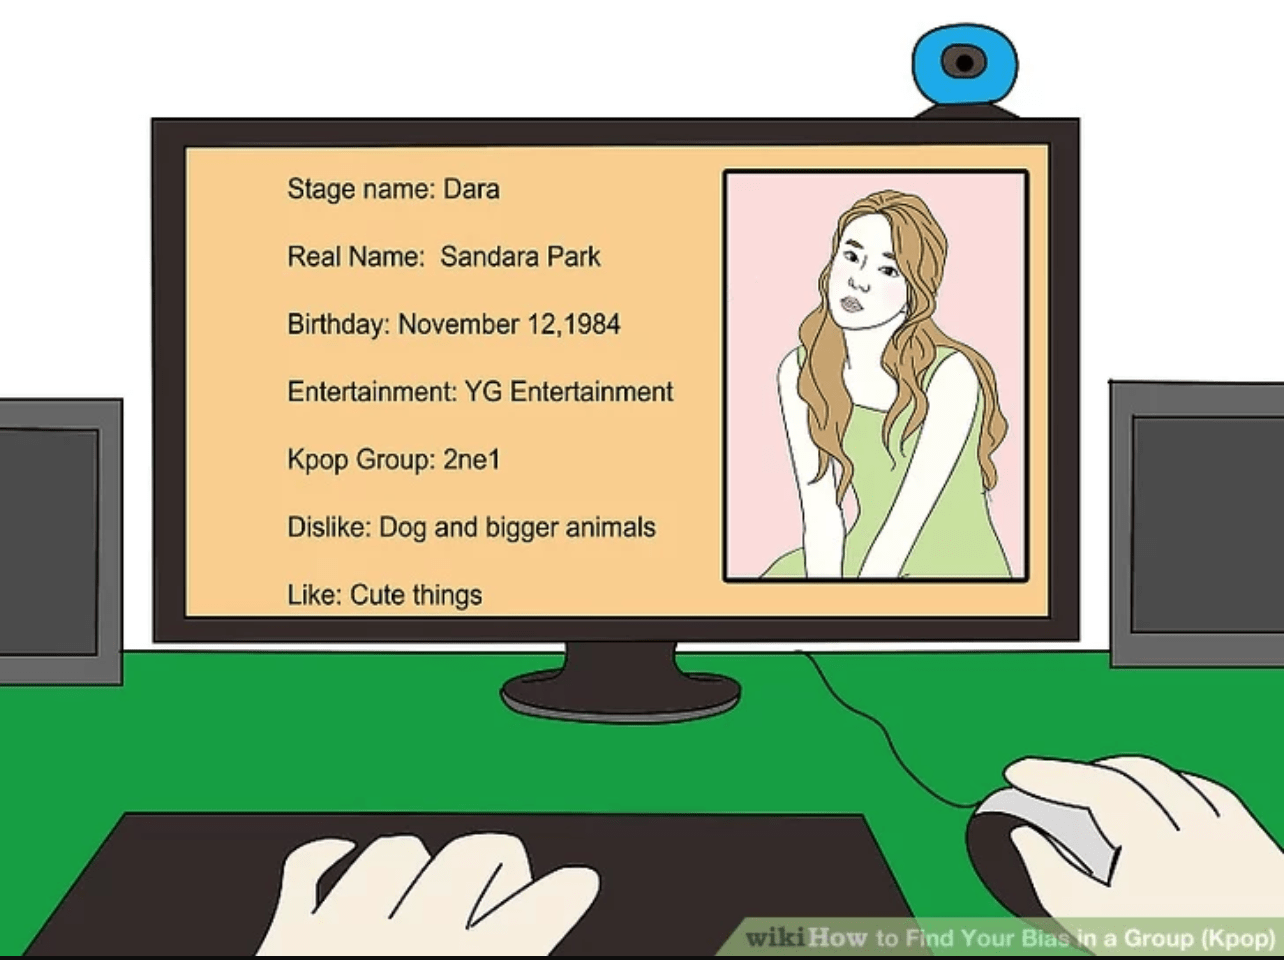 Stage name: Dara
Real Name:  Sandara Park
Birthday: November 12,1984
Entertainment: YG Entertainment
Kpop Group: 2ne1
Dislike: Dog and bigger animals
Like: Cute things
wikiHow to Find Your Bias in a Group (Kpop)